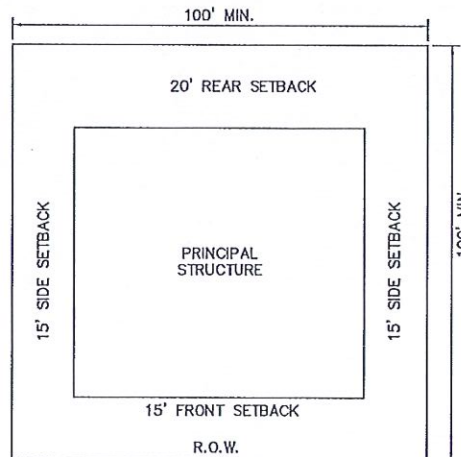 100' MIN.
20' REAR SETBACK
15' SIDE SETBACK
PRINCIPAL
STRUCTURE
15' SIDE SETBACK
15' FRONT SETBACK
R.O.W.